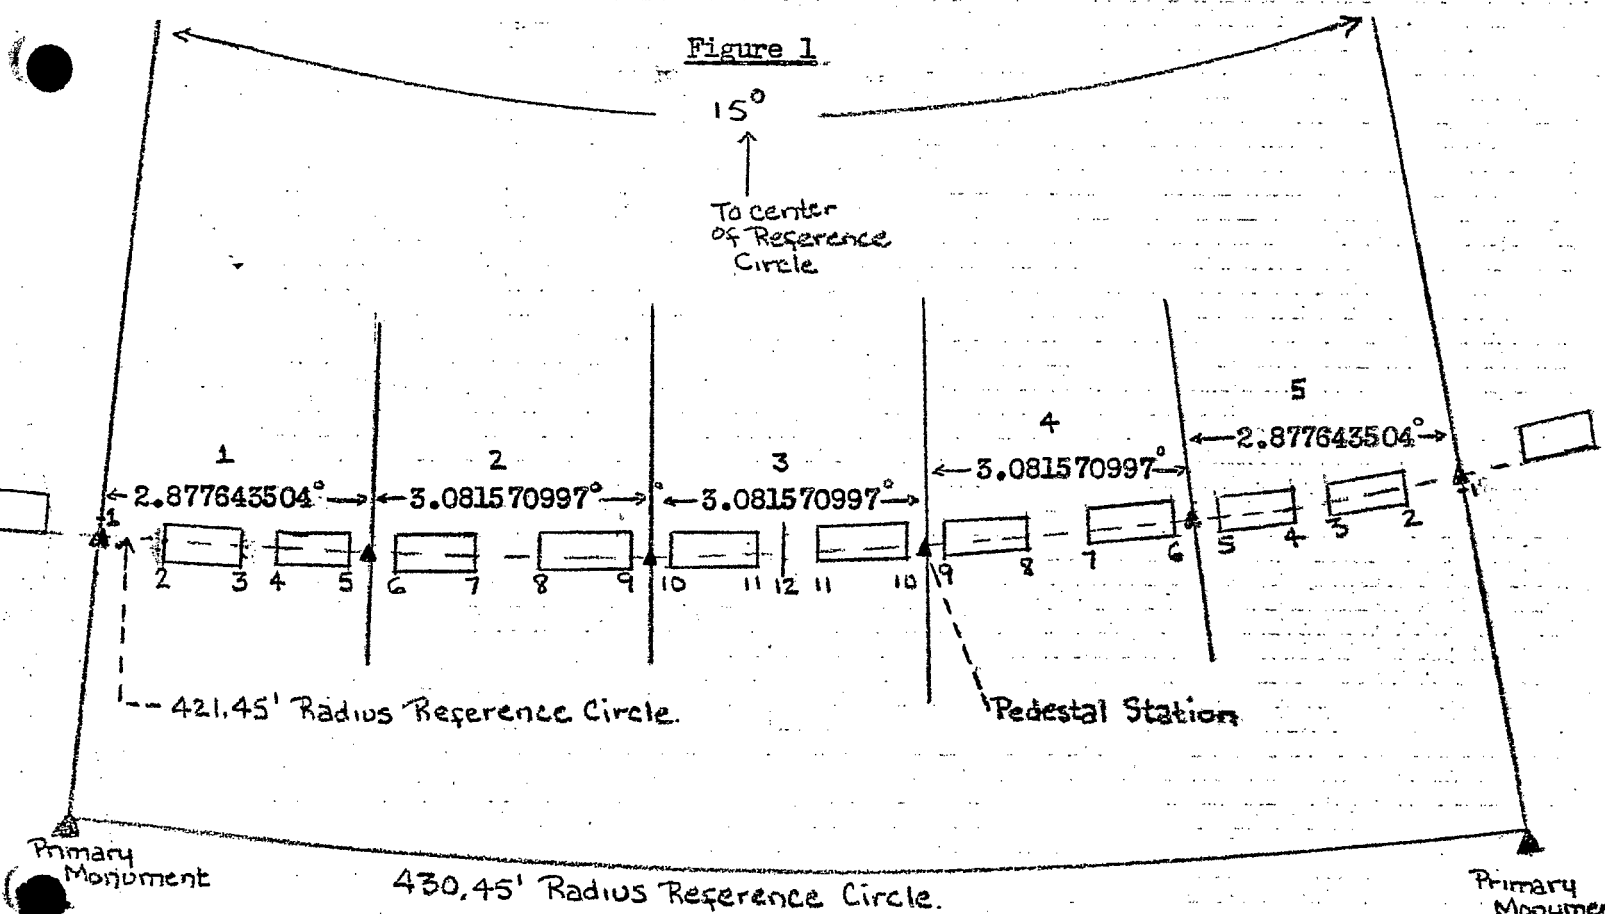 Figure 1
15°
To center
of Reference
Circle
5
4
2.877643504°
1
2
3
3.081570997°
2.877643504°
3.081570997°
3.081570997°
1
1
2 3 4 5 6 7 8 9 10 11 12 11 10 9 8 7 6 5 4 3 2
421.45' Radius Reference Circle.
Pedestal Station
Primary
Monument
430.45' Radius Reference Circle.
Primary